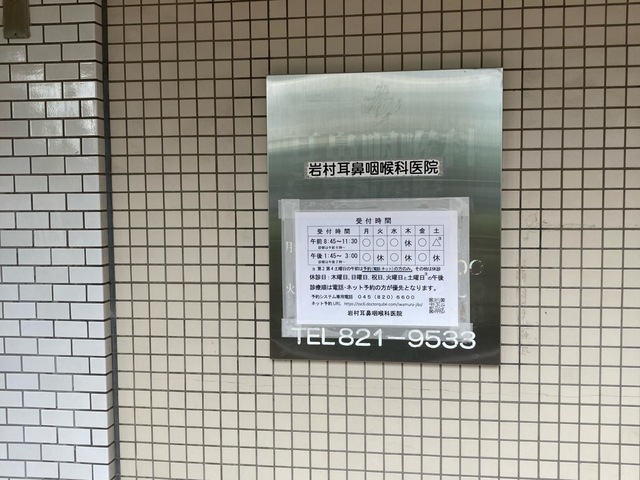 岩村耳鼻咽喉科医院
受付時間
受付時間 月 火 水 木 金 土
午前 8:45～11:30 ○ ○ ○ 休 ○ △※
午後 1:45～ 3:00 ○ 休 ○ 休 ○ 休
休診日：木曜日、日曜日、祝日、火曜日と土曜日の午後
診療順は電話・ネット予約の方が優先となります。
予約システム専用電話 045 (820) 6600
岩村耳鼻咽喉科医院
TEL 821-9533